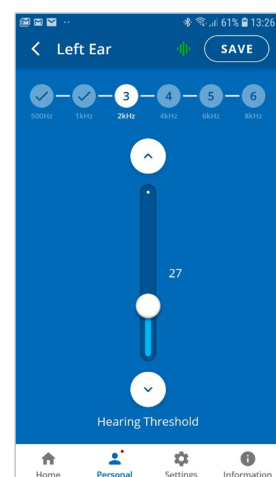 61% 13:26
Left Ear SAVE
3 4 5 6
500Hz 1kHz 2kHz 4kHz 6kHz 8kHz
27
Hearing Threshold
Home Personal Settings Information